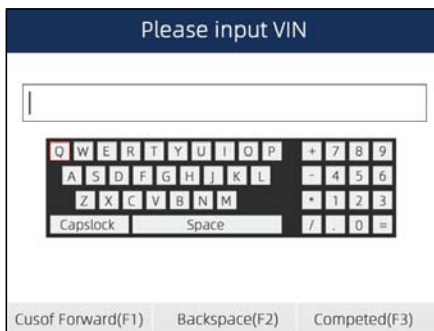 Please input VIN
Q W E R T Y U I O P + 7 8 9
A S D F G H J K L - 4 5 6
Z X C V B N M * 1 2 3
Capslock Space / . 0 =
Cusof Forward(F1) Backspace(F2) Competed(F3)